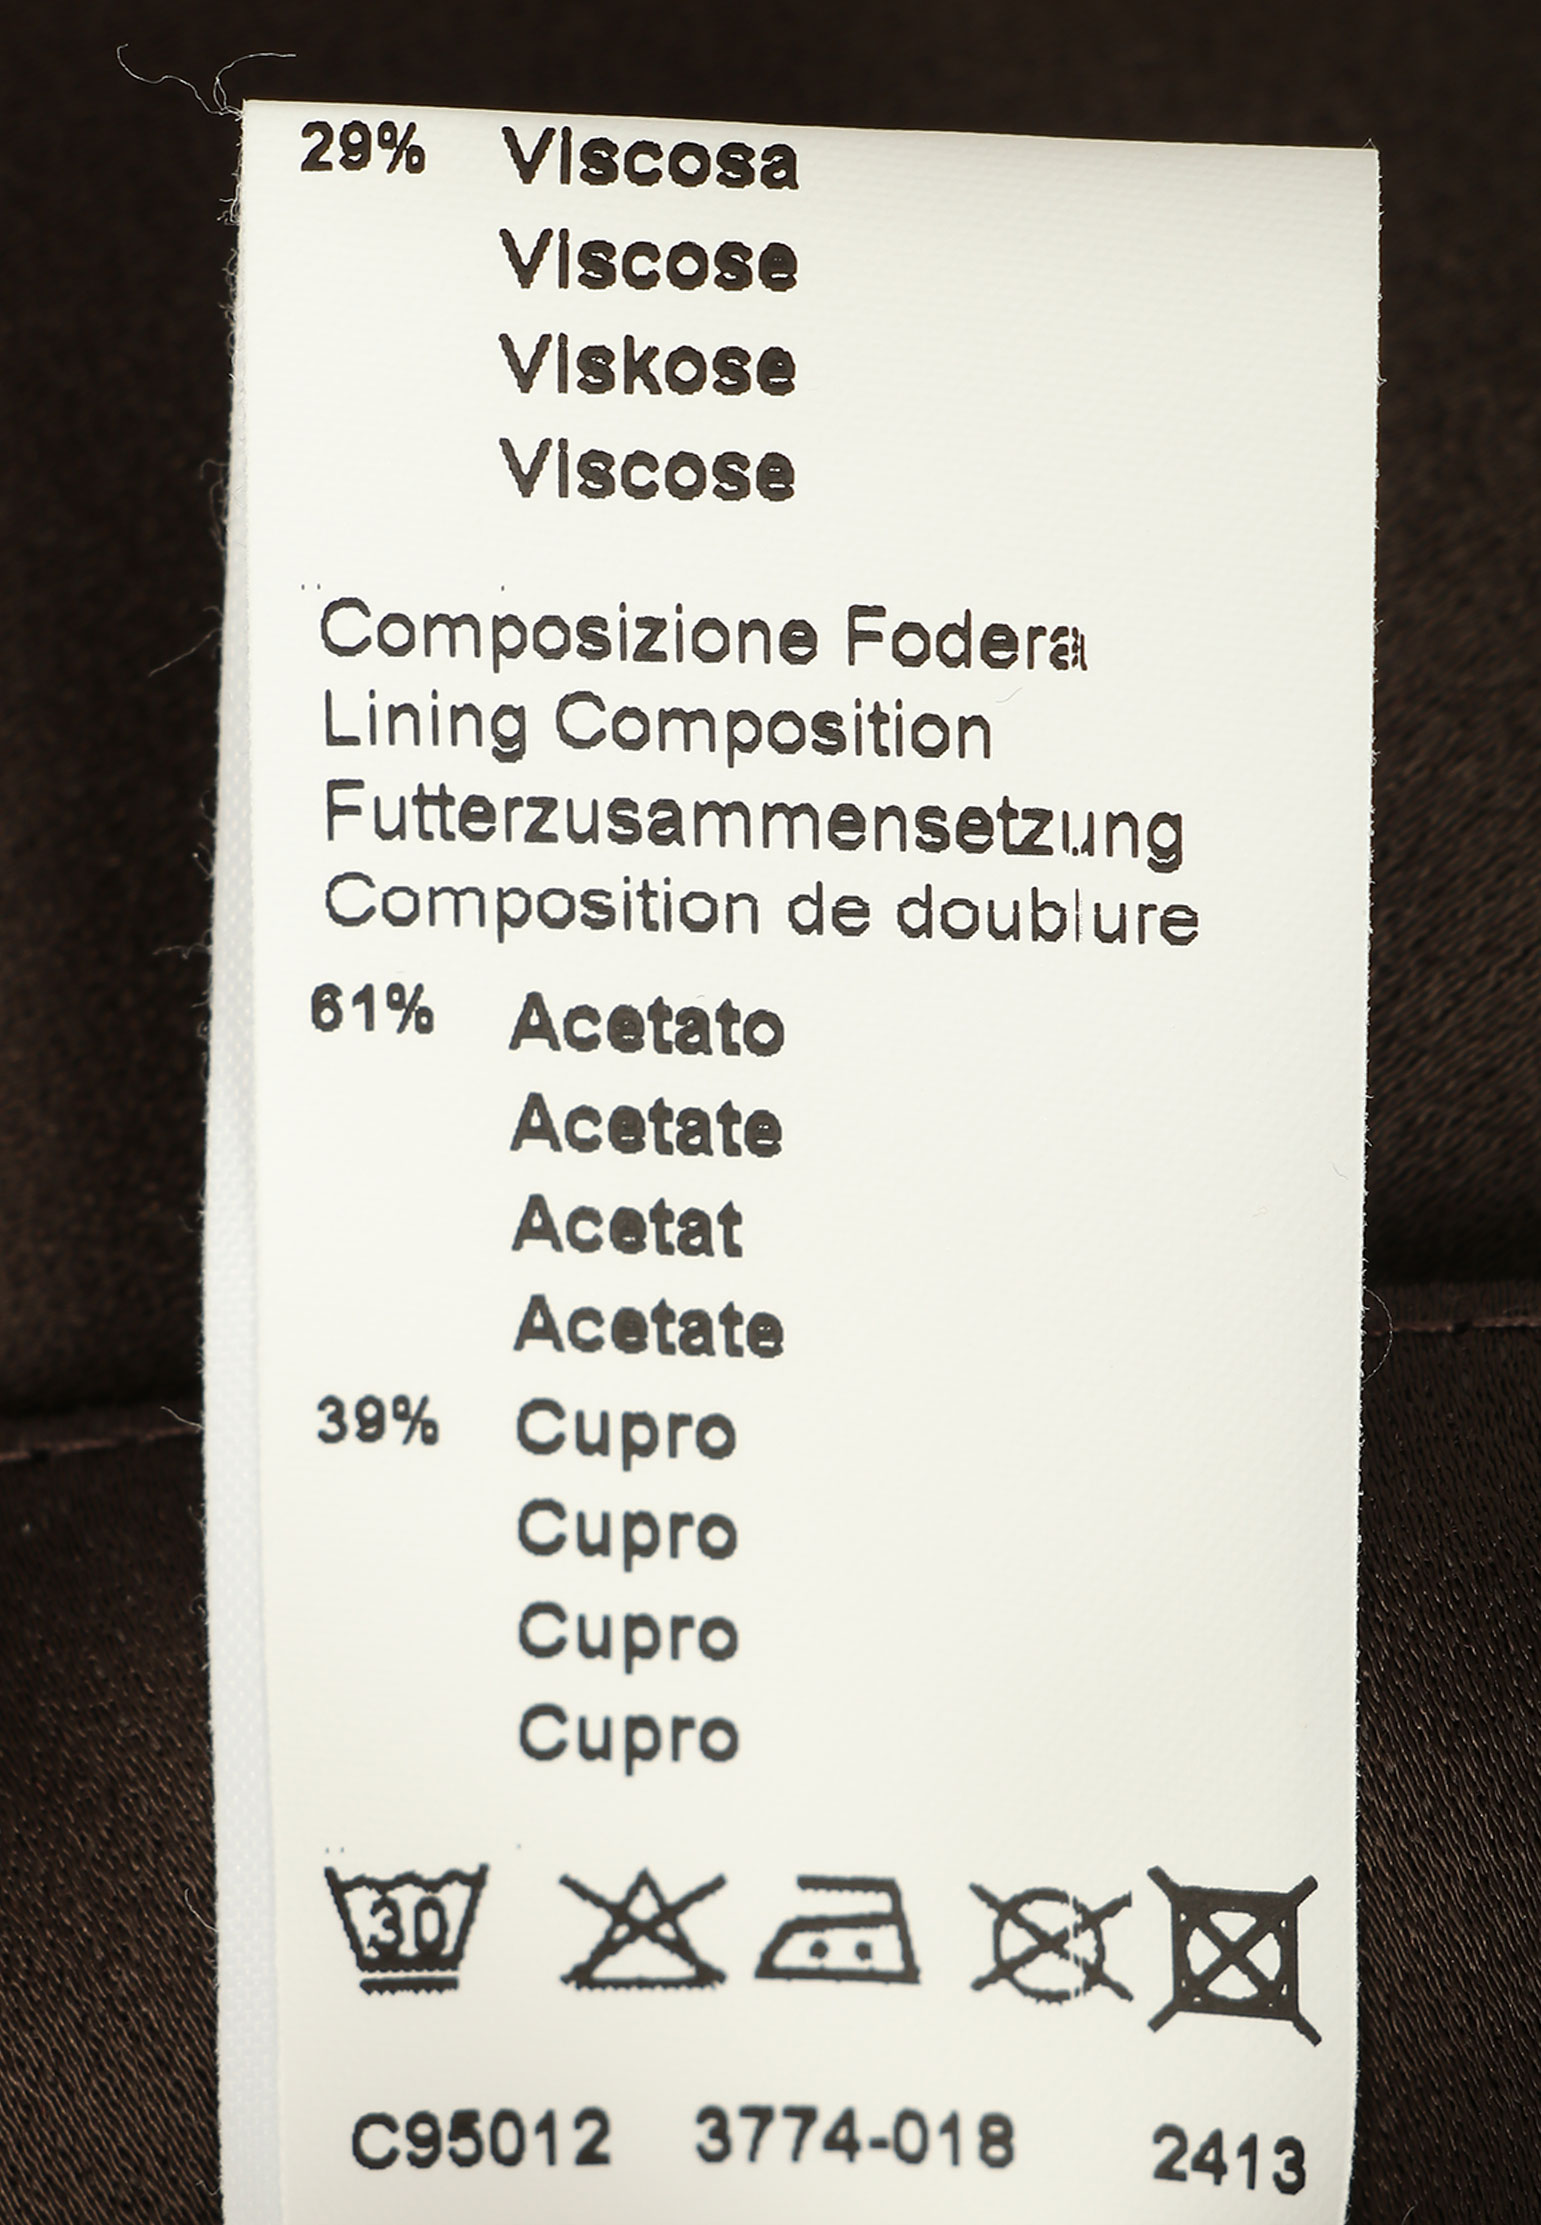 29% Viscosa
Viscose
Viskose
Viscose
Composizione Fodera
Lining Composition
Futterzusammensetzung
Composition de doublure
61% Acetato
Acetate
Acetat
Acetate
39% Cupro
Cupro
Cupro
Cupro
30
C95012 3774-018 2413